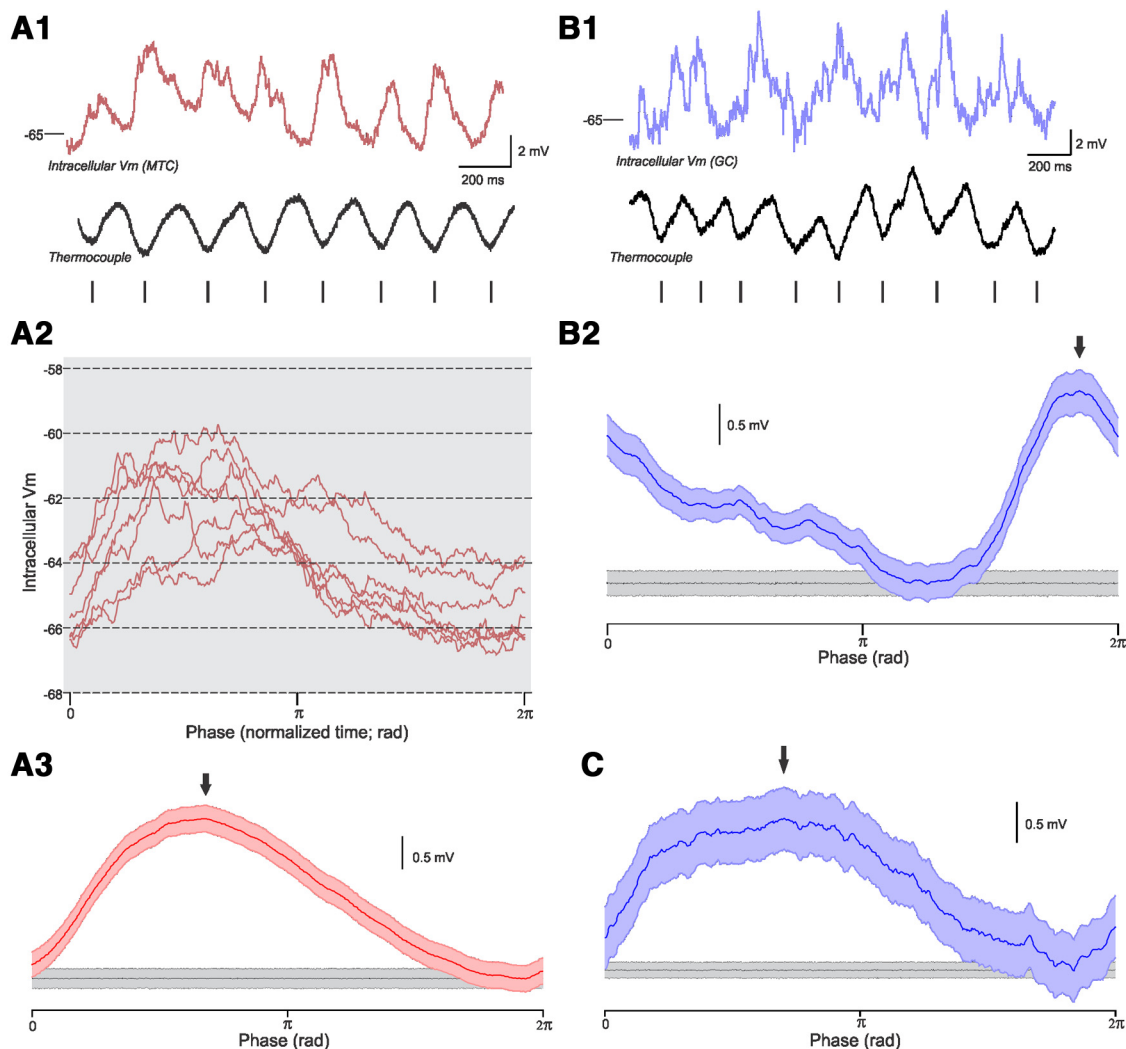 A1
-65
Intracellular Vm (MTC)
2 mV
200 ms
Thermocouple
B1
-65
Intracellular Vm (GC)
2 mV
200 ms
Thermocouple
A2
Intracellular Vm
-58
-60
-62
-64
-66
-68
0 π 2π
Phase (normalized time; rad)
B2
0.5 mV
0 π 2π
Phase (rad)
A3
0.5 mV
0 π 2π
Phase (rad)
C
0.5 mV
0 π 2π
Phase (rad)